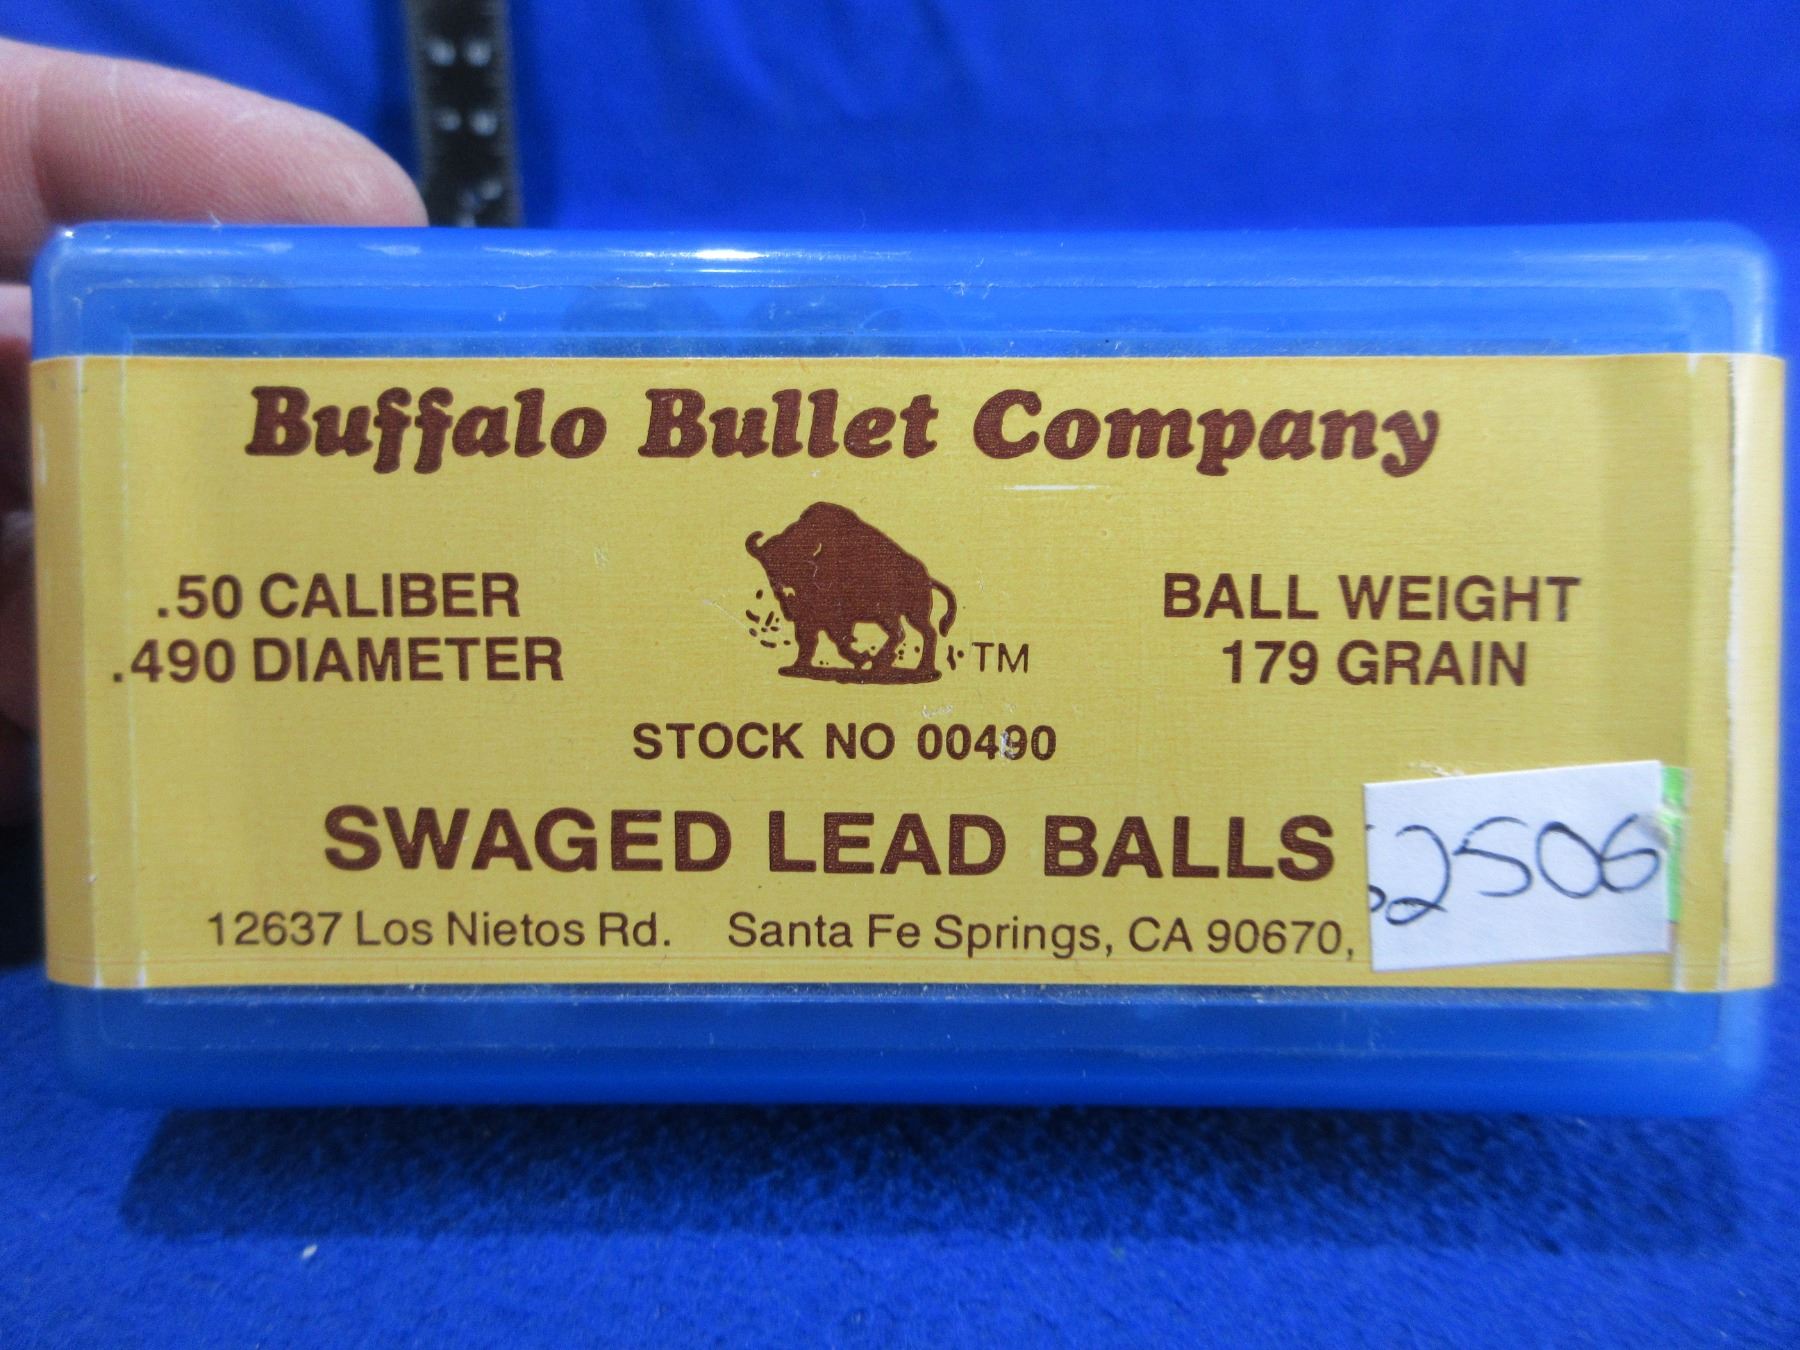 Buffalo Bullet Company
.50 CALIBER
.490 DIAMETER
TM
BALL WEIGHT
179 GRAIN
STOCK NO 00490
SWAGED LEAD BALLS
12637 Los Nietos Rd. Santa Fe Springs, CA 90670,
2506